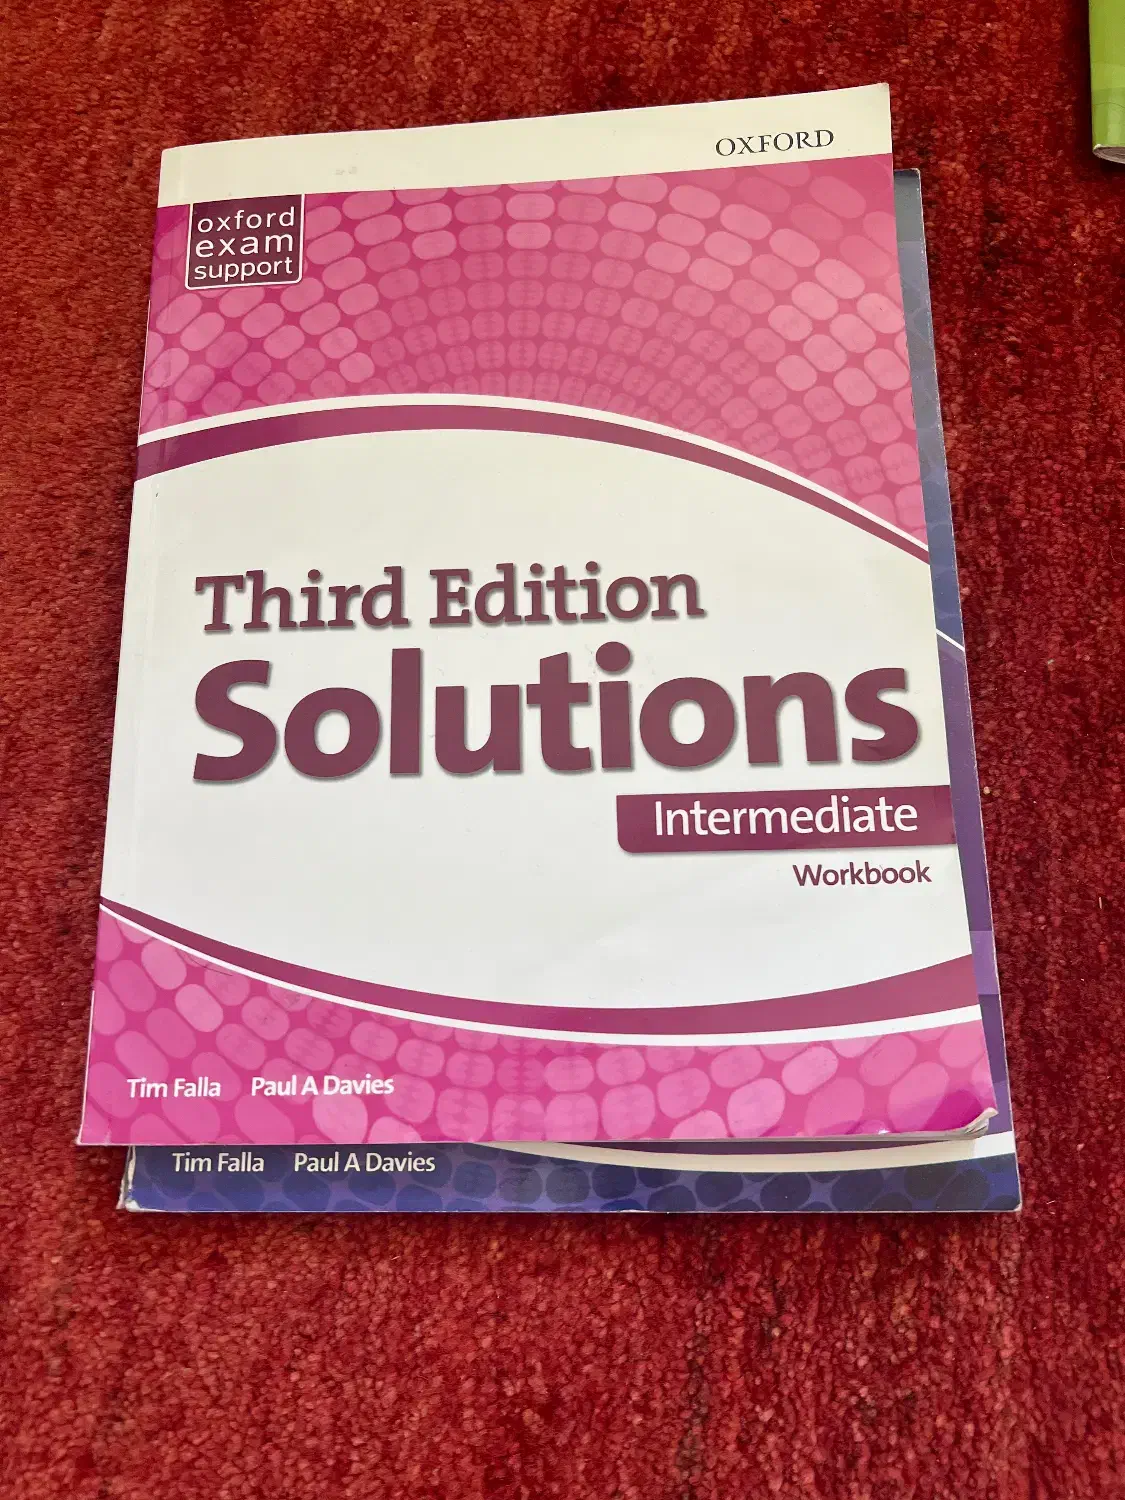 OXFORD
oxford
exam
support
Third Edition
Solutions
Intermediate
Workbook
Tim Falla Paul A Davies
Tim Falla Paul A Davies